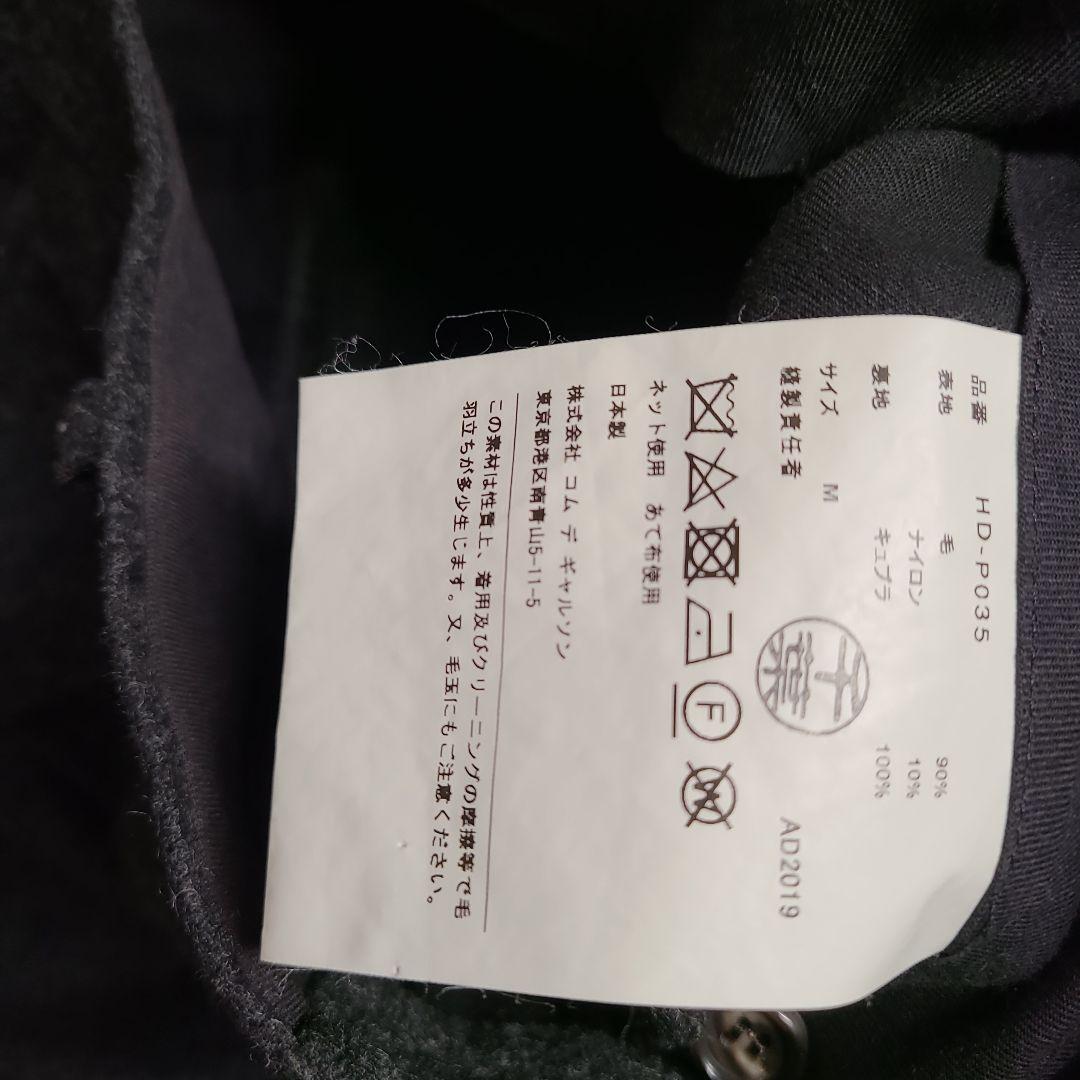 品番 HD-P035
表地 毛 90%
ナイロン 10%
裏地 キュプラ 100%
サイズ M
縫製責任者 千葉 AD2019
F
W
ネット使用 あて布使用
日本製
株式会社 コム デ ギャルソン
東京都港区南青山5-11-5
この素材は性質上、着用及びクリーニングの摩擦等で毛
羽立ちが多少生じます。又、毛玉にもご注意ください。